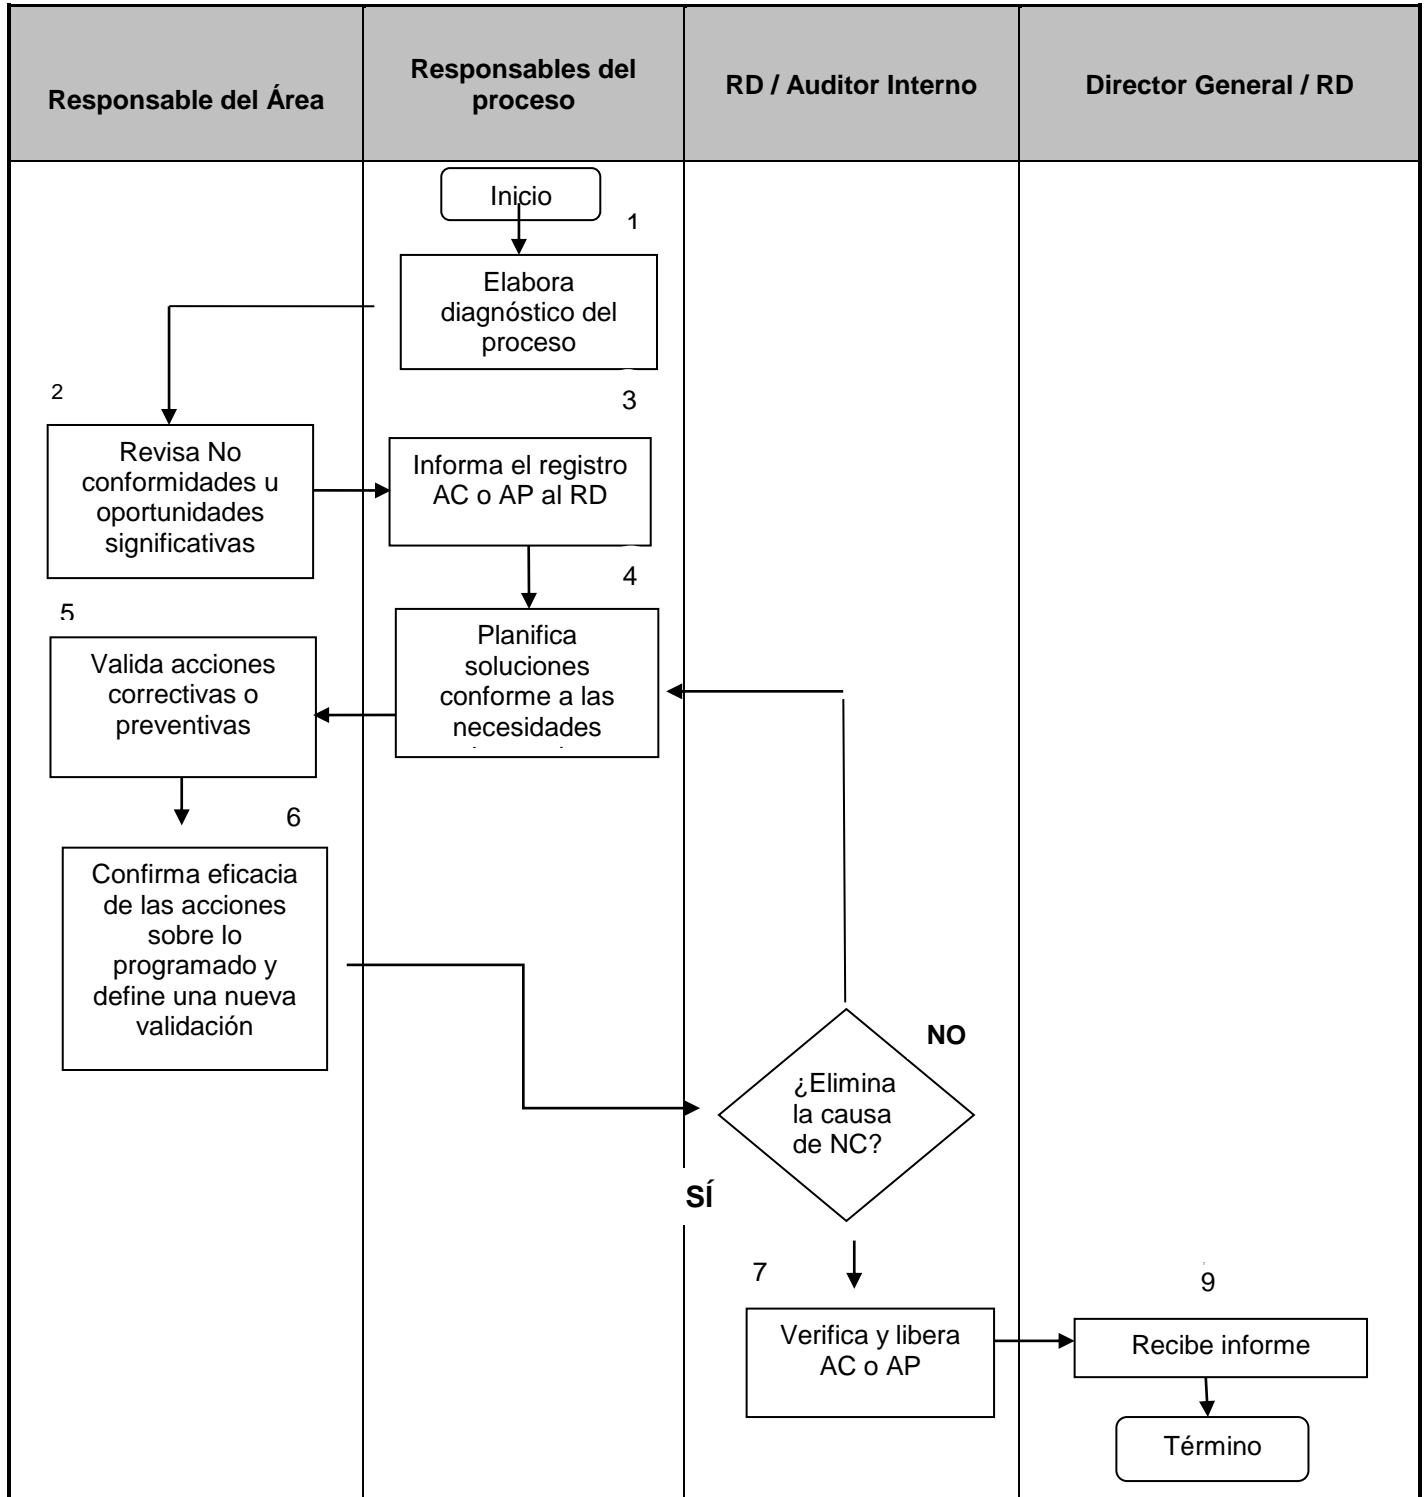 Responsable del Área
Responsables del
proceso
RD / Auditor Interno
Director General / RD
Inicio
1
Elabora
diagnóstico del
proceso
2
Revisa No
conformidades u
oportunidades
significativas
3
Informa el registro
AC o AP al RD
4
Planifica
soluciones
conforme a las
necesidades
5
Valida acciones
correctivas o
preventivas
6
Confirma eficacia
de las acciones
sobre lo
programado y
define una nueva
validación
NO
¿Elimina
la causa
de NC?
SÍ
7
Verifica y libera
AC o AP
9
Recibe informe
Término